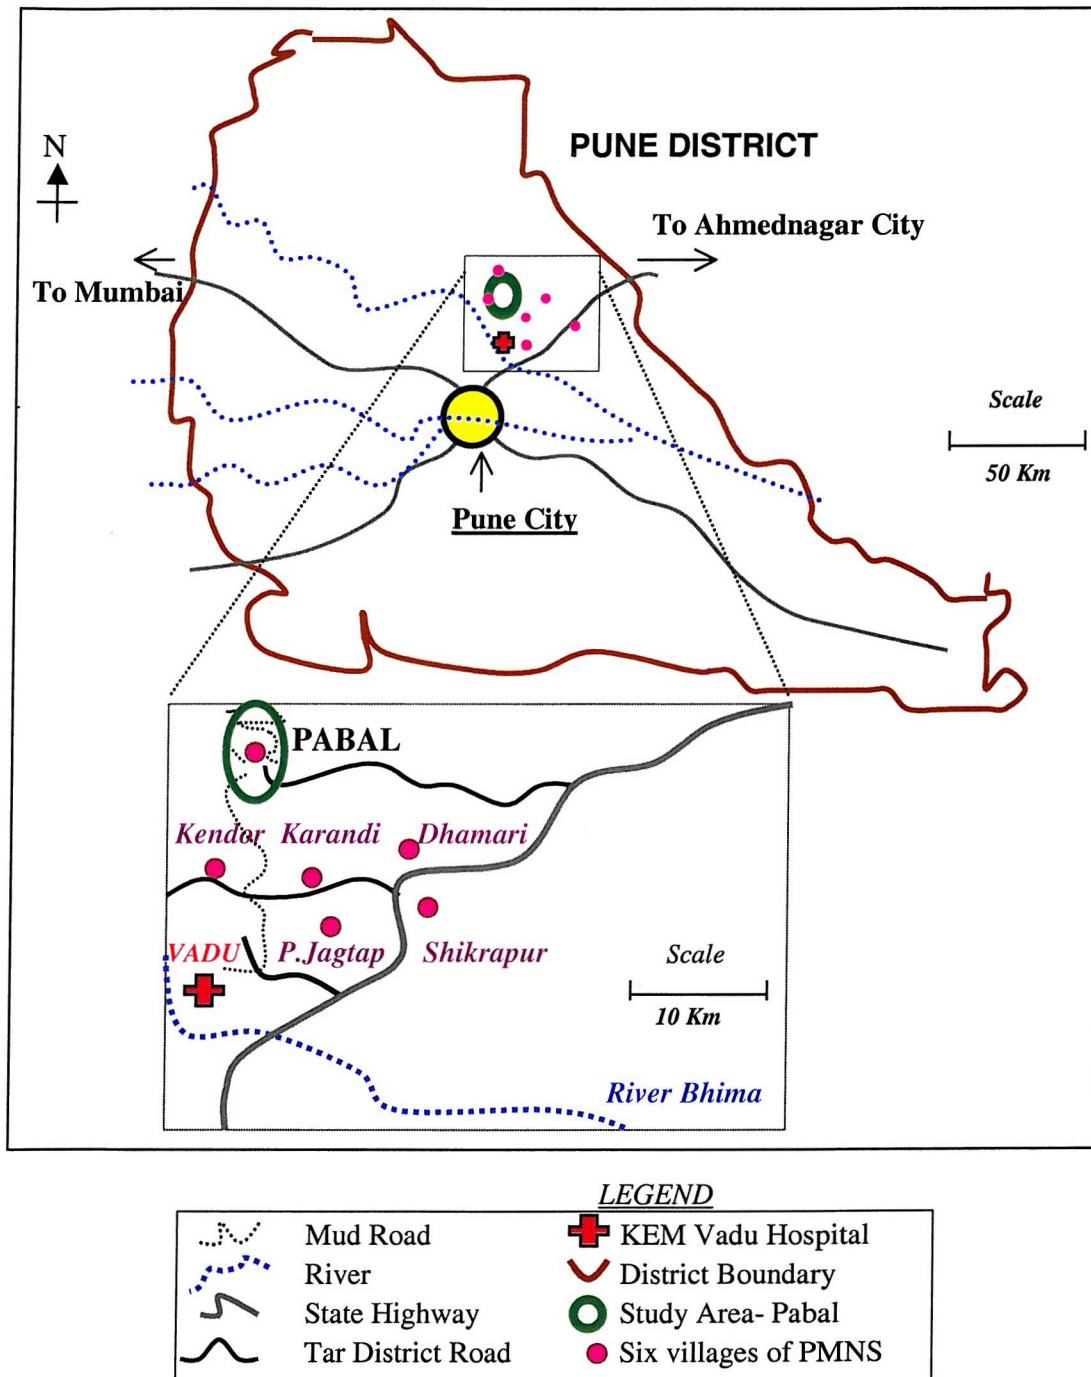 PUNE DISTRICT
N
To Ahmednagar City
To Mumbai
Scale
50 Km
Pune City
PABAL
Kendor Karandi Dhamari
VADU P.Jagtap Shikrapur
Scale
10 Km
River Bhima
LEGEND
Mud Road
KEM Vadu Hospital
River
District Boundary
State Highway
Study Area- Pabal
Tar District Road
Six villages of PMNS